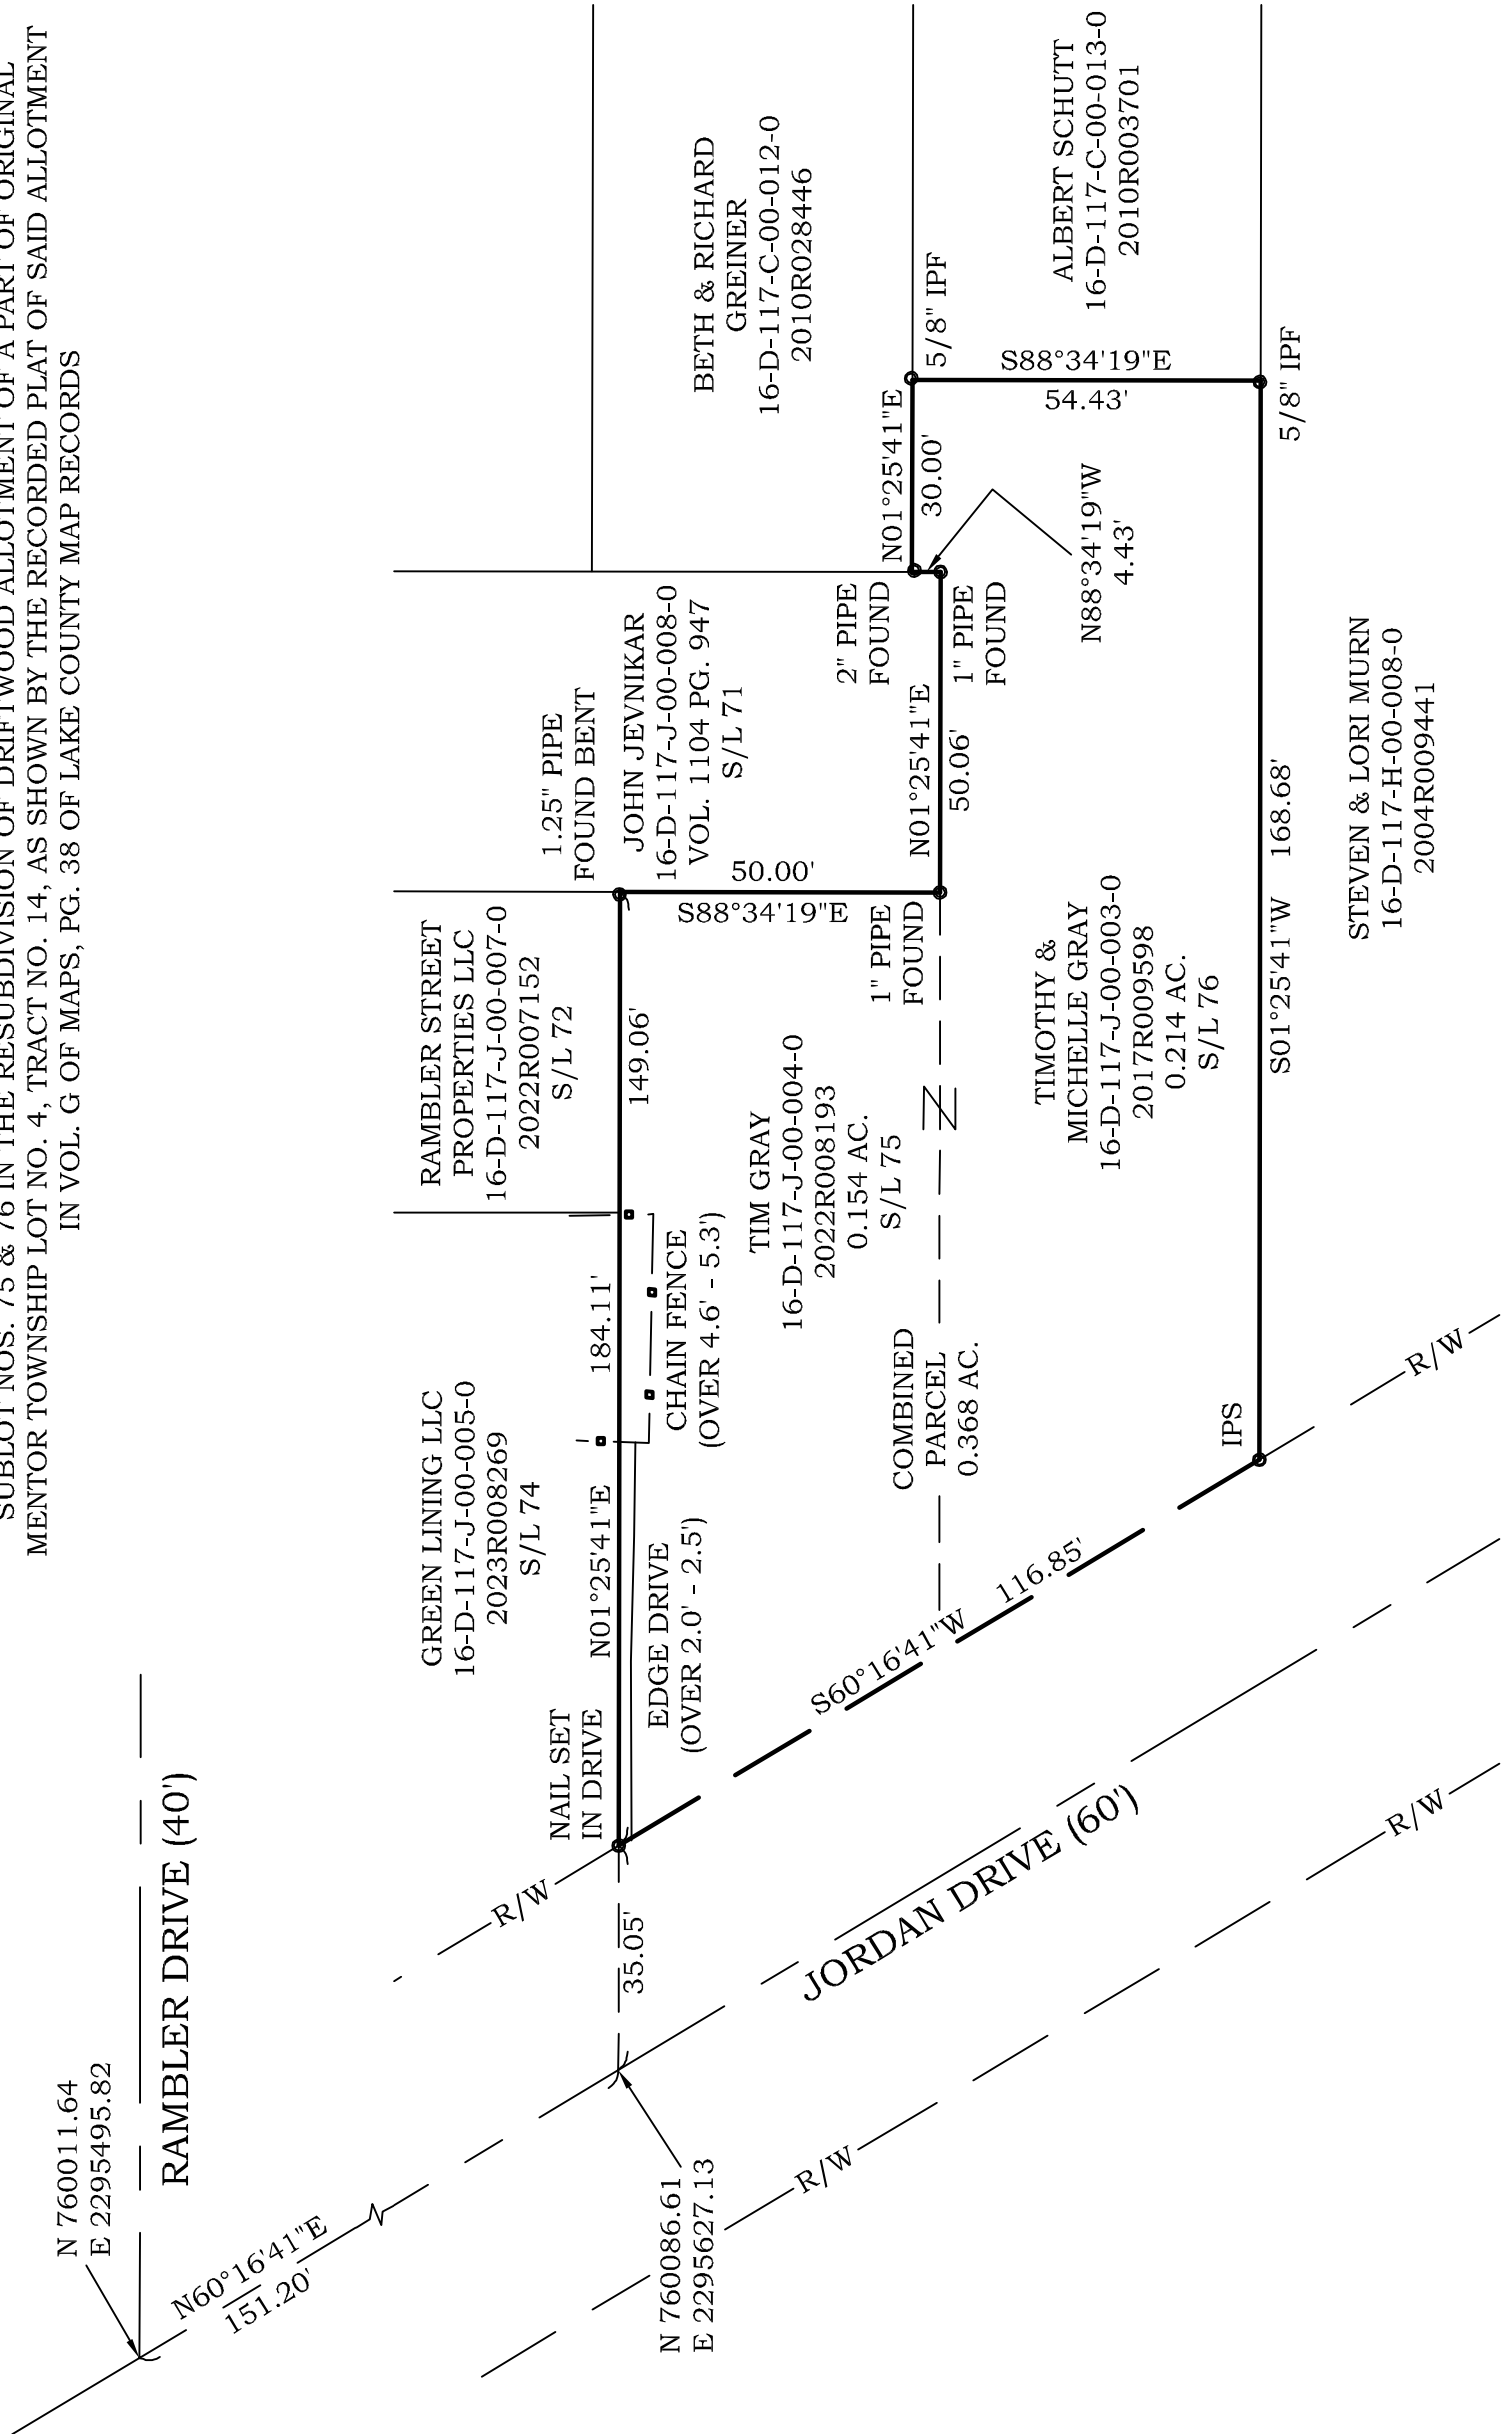 SUBLOT NOS. 75 & 76 IN THE RESUBDIVISION OF DRIFTWOOD ALLOTMENT OF A PART OF ORIGINAL
MENTOR TOWNSHIP LOT NO. 4, TRACT NO. 14, AS SHOWN BY THE RECORDED PLAT OF SAID ALLOTMENT
IN VOL. G OF MAPS, PG. 38 OF LAKE COUNTY MAP RECORDS
N 760011.64
E 2295495.82
RAMBLER DRIVE (40')
N60°16'41"E
151.20'
R/W
35.05'
N 760086.61
E 2295627.13
NAIL SET
IN DRIVE
GREEN LINING LLC
16-D-117-J-00-005-0
2023R008269
S/L 74
RAMBLER STREET
PROPERTIES LLC
16-D-117-J-00-007-0
2022R007152
S/L 72
1.25" PIPE
FOUND BENT
JOHN JEVNIKAR
16-D-117-J-00-008-0
VOL. 1104 PG. 947
S/L 71
BETH & RICHARD
GREINER
16-D-117-C-00-012-0
2010R028446
N01°25'41"E
184.11'
149.06'
EDGE DRIVE
(OVER 2.0' - 2.5')
CHAIN FENCE
(OVER 4.6' - 5.3')
50.00'
S88°34'19"E
TIM GRAY
16-D-117-J-00-004-0
2022R008193
0.154 AC.
S/L 75
1" PIPE
FOUND
2" PIPE
FOUND
N01°25'41"E
50.06'
1" PIPE
FOUND
N01°25'41"E
30.00'
5/8" IPF
N88°34'19"W
4.43'
S88°34'19"E
54.43'
ALBERT SCHUTT
16-D-117-C-00-013-0
2010R003701
COMBINED
PARCEL
0.368 AC.
Z
TIMOTHY &
MICHELLE GRAY
16-D-117-J-00-003-0
2017R009598
0.214 AC.
S/L 76
S60°16'41"W
116.85'
IPS
S01°25'41"W
168.68'
5/8" IPF
STEVEN & LORI MURN
16-D-117-H-00-008-0
2004R009441
JORDAN DRIVE (60')
R/W
R/W
R/W